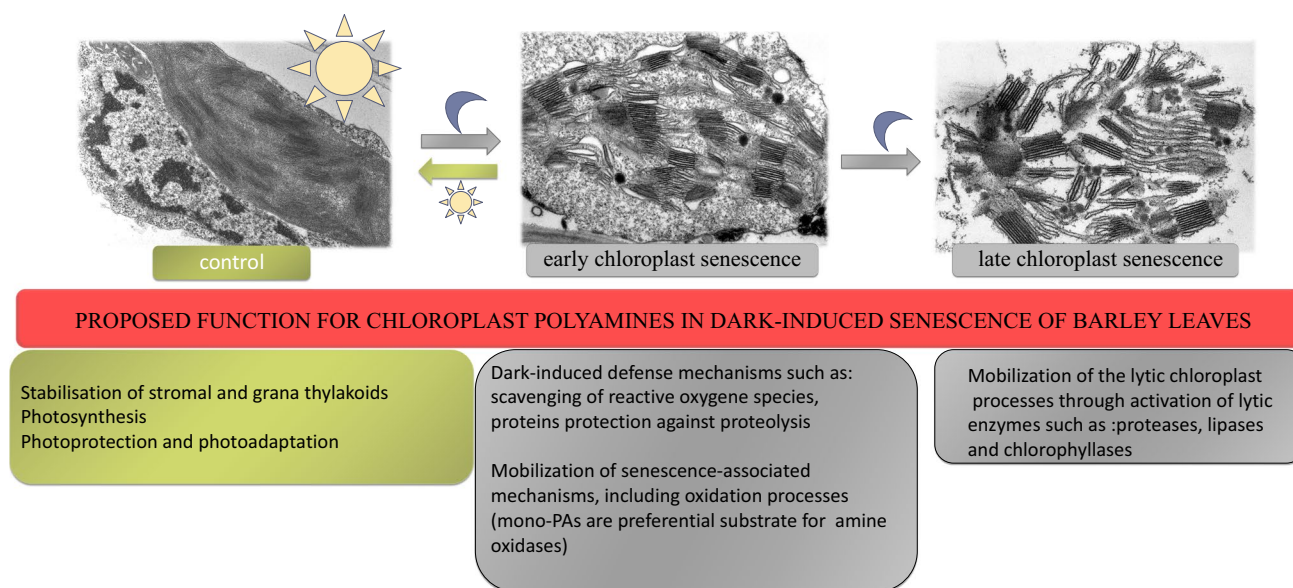 control
early chloroplast senescence
late chloroplast senescence
PROPOSED FUNCTION FOR CHLOROPLAST POLYAMINES IN DARK-INDUCED SENESCENCE OF BARLEY LEAVES
Stabilisation of stromal and grana thylakoids
Photosynthesis
Photoprotection and photoadaptation
Dark-induced defense mechanisms such as:
scavenging of reactive oxygene species,
proteins protection against proteolysis
Mobilization of senescence-associated
mechanisms, including oxidation processes
(mono-PAs are preferential substrate for amine
oxidases)
Mobilization of the lytic chloroplast
processes through activation of lytic
enzymes such as :proteases, lipases
and chlorophyllases